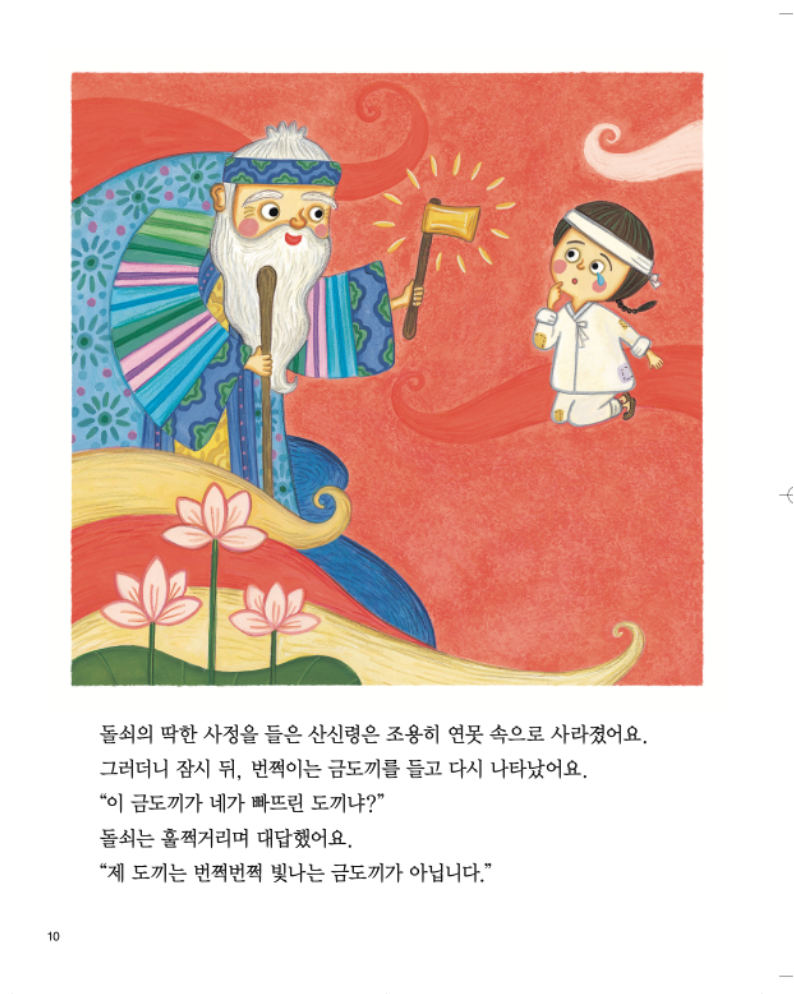 돌쇠의 딱한 사정을 들은 산신령은 조용히 연못 속으로 사라졌어요.
그러더니 잠시 뒤, 번쩍이는 금도끼를 들고 다시 나타났어요.
“이 금도끼가 네가 빠뜨린 도끼냐?”
돌쇠는 훌쩍거리며 대답했어요.
“제 도끼는 번쩍번쩍 빛나는 금도끼가 아닙니다.”
10